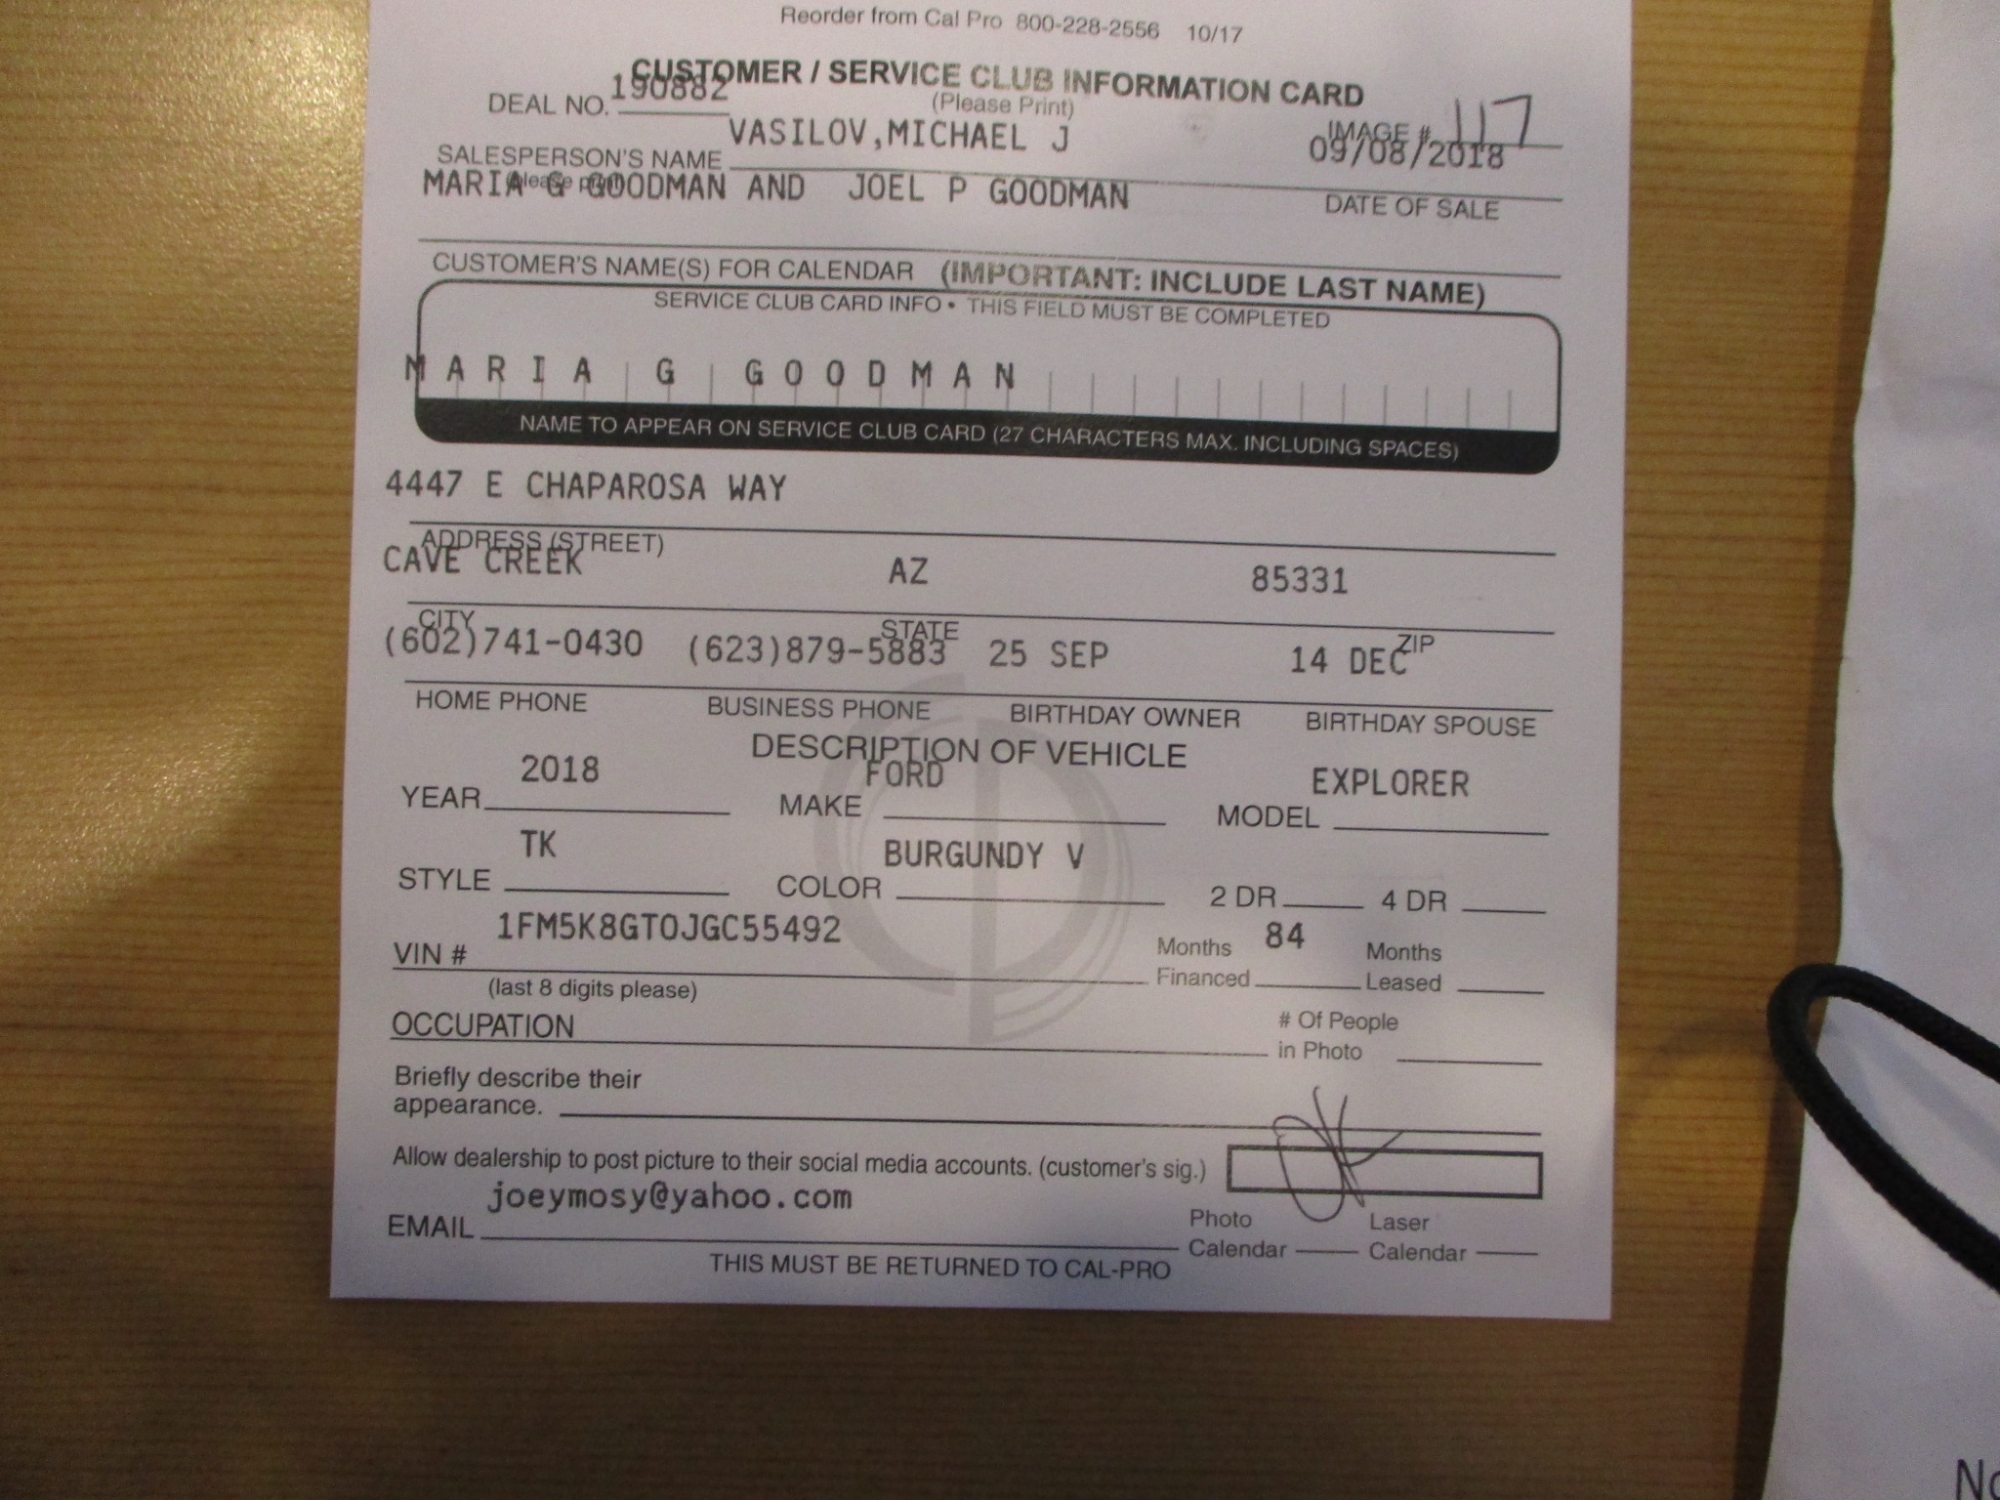 Reorder from Cal Pro 800-228-2556 10/17
CUSTOMER / SERVICE CLUB INFORMATION CARD
DEAL NO. 190882 (Please Print)
VASILOV,MICHAEL J IMAGE # 117
SALESPERSON'S NAME 09/08/2018
(please print)
MARIA G GOODMAN AND JOEL P GOODMAN DATE OF SALE
CUSTOMER'S NAME(S) FOR CALENDAR (IMPORTANT: INCLUDE LAST NAME)
SERVICE CLUB CARD INFO • THIS FIELD MUST BE COMPLETED
MARIA G GOODMAN
NAME TO APPEAR ON SERVICE CLUB CARD (27 CHARACTERS MAX. INCLUDING SPACES)
4447 E CHAPAROSA WAY
ADDRESS (STREET)
CAVE CREEK AZ 85331
CITY STATE ZIP
(602)741-0430 (623)879-5883 25 SEP 14 DEC
HOME PHONE BUSINESS PHONE BIRTHDAY OWNER BIRTHDAY SPOUSE
DESCRIPTION OF VEHICLE
YEAR 2018 MAKE FORD MODEL EXPLORER
STYLE TK COLOR BURGUNDY V 2 DR 4 DR
VIN # 1FM5K8GT0JGC55492 Months Financed 84 Months Leased
(last 8 digits please)
OCCUPATION # Of People in Photo
Briefly describe their
appearance.
Allow dealership to post picture to their social media accounts. (customer's sig.)
EMAIL joeymosy@yahoo.com Photo Calendar Laser Calendar
THIS MUST BE RETURNED TO CAL-PRO